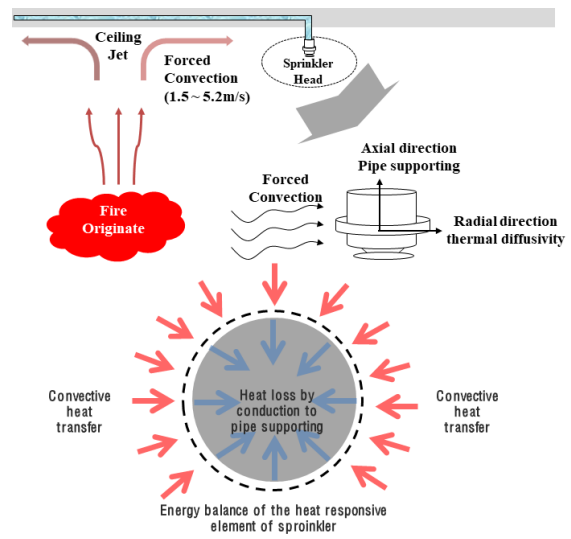 Ceiling
Jet
Forced
Convection
(1.5~5.2m/s)
Sprinkler
Head
Axial direction
Pipe supporting
Forced
Convection
Fire
Originate
Radial direction
thermal diffusivity
Convective
heat
transfer
Heat loss by
conduction to
pipe supporting
Convective
heat
transfer
Energy balance of the heat responsive
element of sproinkler